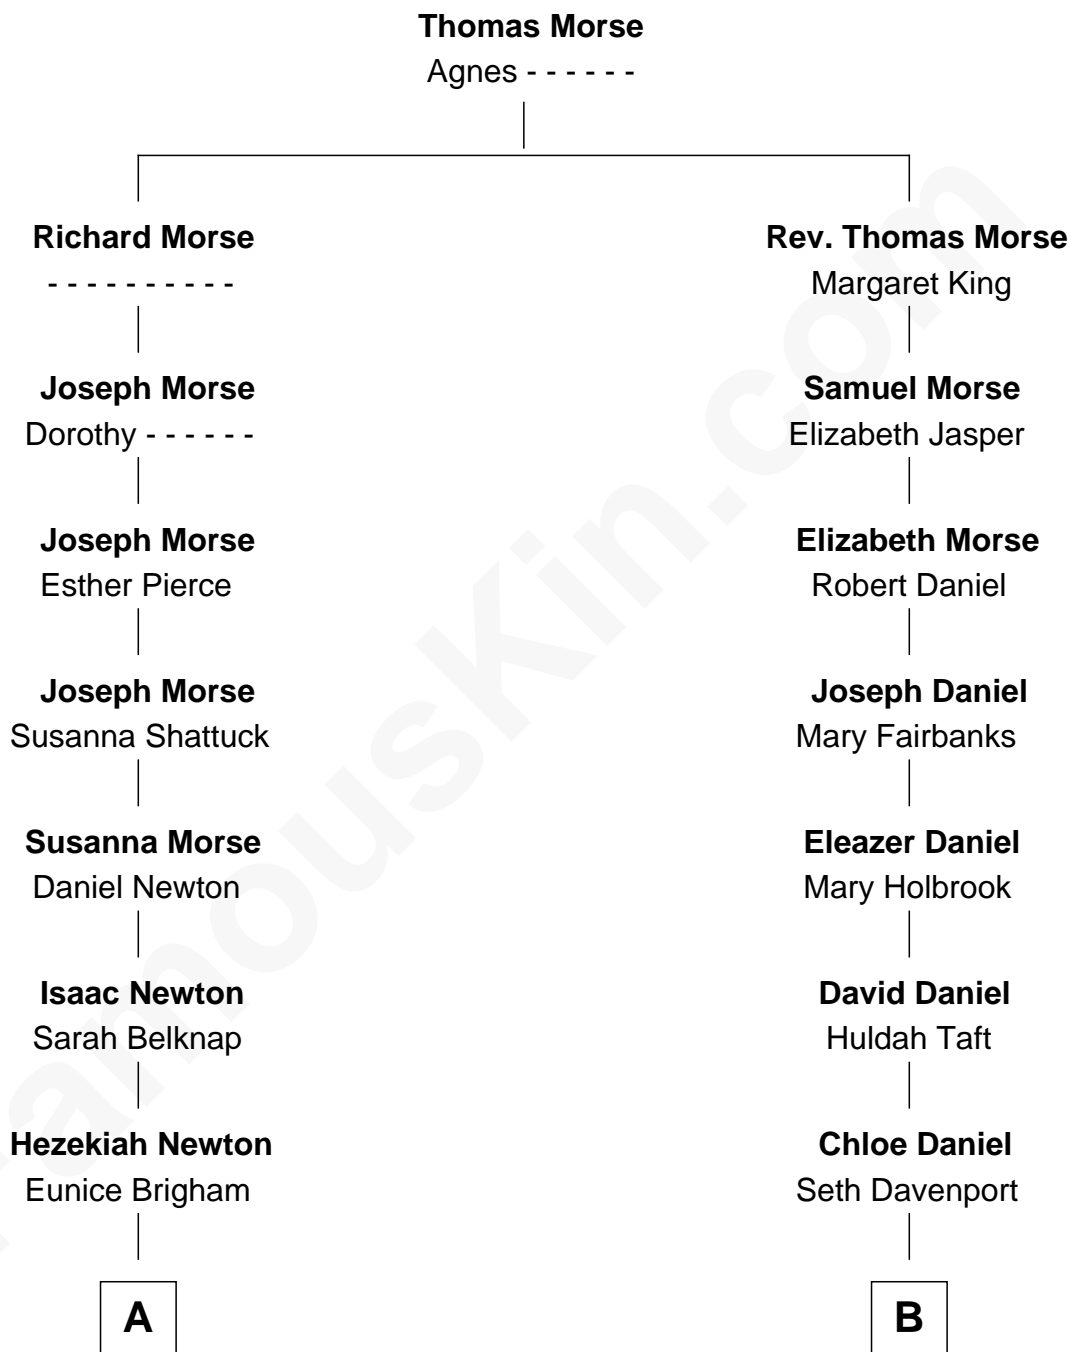 Thomas Morse
Agnes - - - - - -
Richard Morse
- - - - - - - - - -
Joseph Morse
Dorothy - - - - - -
Joseph Morse
Esther Pierce
Joseph Morse
Susanna Shattuck
Susanna Morse
Daniel Newton
Isaac Newton
Sarah Belknap
Hezekiah Newton
Eunice Brigham
A
Rev. Thomas Morse
Margaret King
Samuel Morse
Elizabeth Jasper
Elizabeth Morse
Robert Daniel
Joseph Daniel
Mary Fairbanks
Eleazer Daniel
Mary Holbrook
David Daniel
Huldah Taft
Chloe Daniel
Seth Davenport
B
FamousKin.com